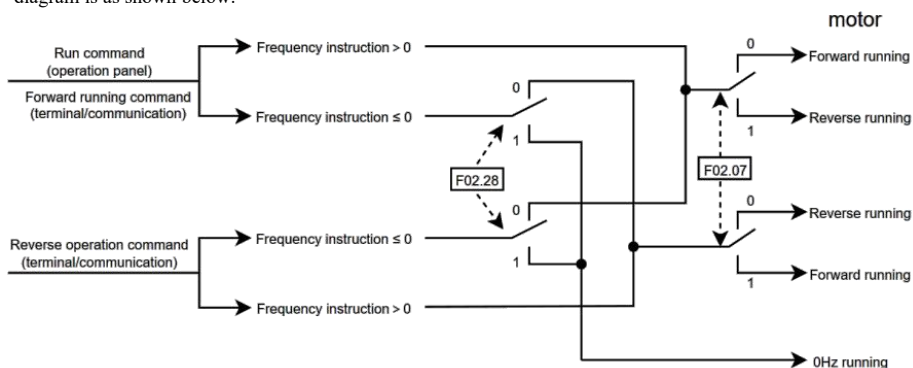 diagram is as shown below:
motor
Run command
(operation panel)
Forward running command
(terminal/communication)
Frequency instruction > 0
Frequency instruction ≤ 0
0
1
F02.28
0
1
Forward running
Reverse running
F02.07
Reverse operation command
(terminal/communication)
Frequency instruction ≤ 0
Frequency instruction > 0
0
1
0
1
Reverse running
Forward running
0Hz running